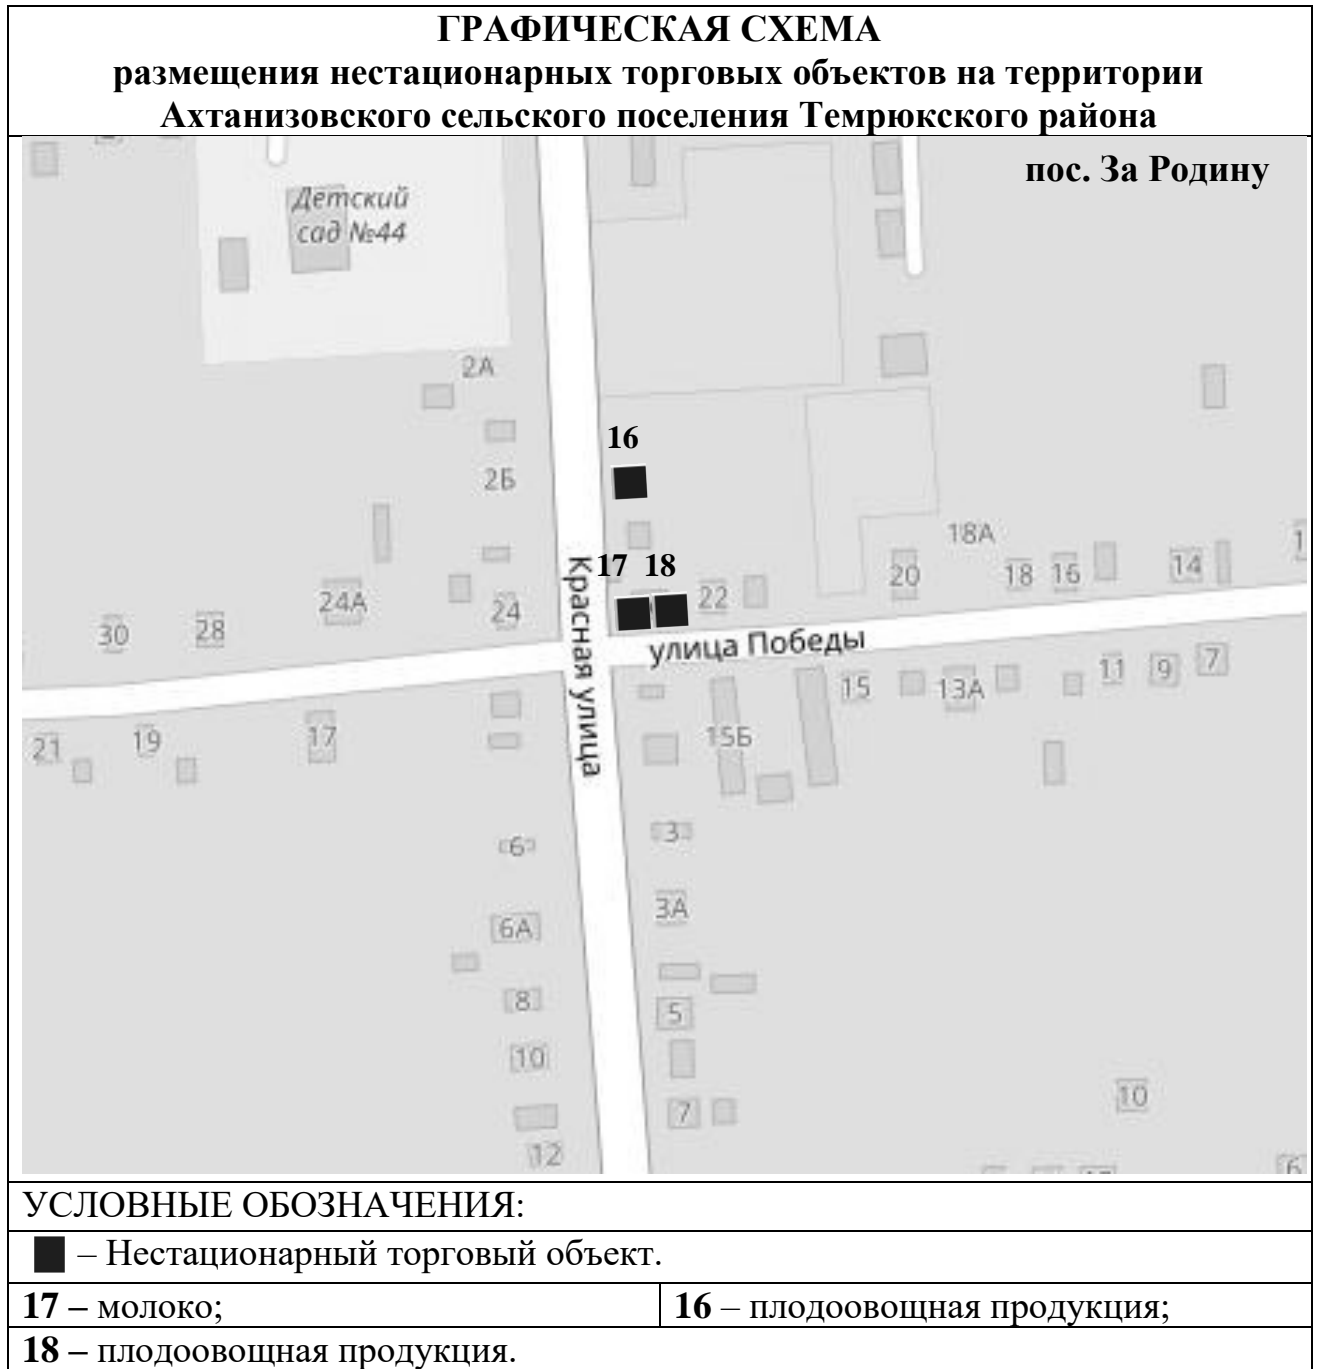 ГРАФИЧЕСКАЯ СХЕМА
размещения нестационарных торговых объектов на территории
Ахтанизовского сельского поселения Темрюкского района
пос. За Родину
Детский
сад №44
2А
16
2Б
18А
17 18
Красная улица
20
18
16
14
24А
24
22
30
28
улица Победы
15
13А
11
9
7
21
19
17
15Б
3
6
3А
6А
8
5
10
10
7
12
УСЛОВНЫЕ ОБОЗНАЧЕНИЯ:
– Нестационарный торговый объект.
17 – молоко;
16 – плодоовощная продукция;
18 – плодоовощная продукция.